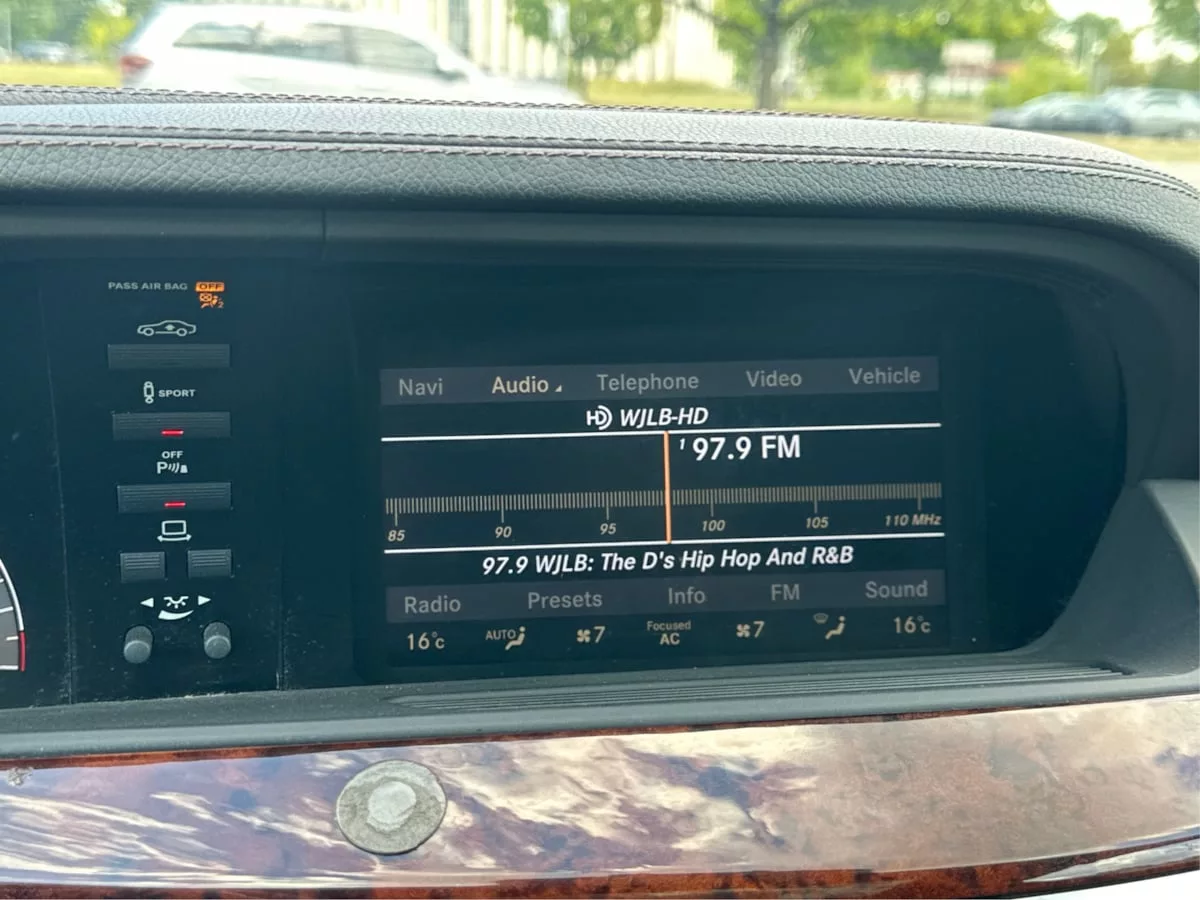 PASS AIR BAG OFF
2
SPORT
OFF
P
Navi Audio Telephone Video Vehicle
HD WJLB-HD
1 97.9 FM
85 90 95 100 105 110 MHz
97.9 WJLB: The D's Hip Hop And R&B
Radio Presets Info FM Sound
16°C AUTO 7 Focused AC 7 16°C